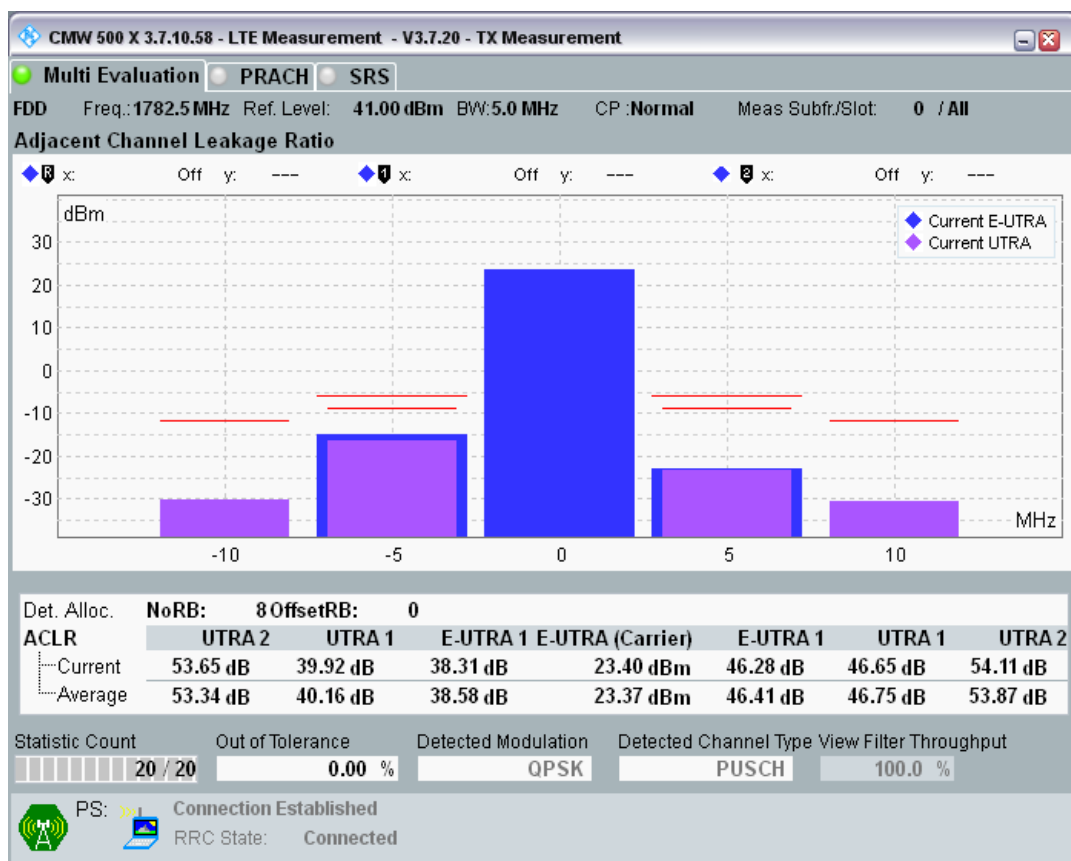 CMW 500 X 3.7.10.58 - LTE Measurement - V3.7.20 - TX Measurement
Multi Evaluation PRACH SRS
FDD Freq.:1782.5 MHz Ref. Level: 41.00 dBm BW:5.0 MHz CP :Normal Meas Subfr./Slot: 0 / All
Adjacent Channel Leakage Ratio
R x: Off y: --- 1 x: Off y: --- 2 x: Off y: ---
dBm
Current E-UTRA
Current UTRA
30
20
10
0
-10
-20
-30
MHz
-10 -5 0 5 10
Det. Alloc. NoRB: 8 OffsetRB: 0
ACLR UTRA 2 UTRA 1 E-UTRA 1 E-UTRA (Carrier) E-UTRA 1 UTRA 1 UTRA 2
Current 53.65 dB 39.92 dB 38.31 dB 23.40 dBm 46.28 dB 46.65 dB 54.11 dB
Average 53.34 dB 40.16 dB 38.58 dB 23.37 dBm 46.41 dB 46.75 dB 53.87 dB
Statistic Count Out of Tolerance Detected Modulation Detected Channel Type View Filter Throughput
20 / 20 0.00 % QPSK PUSCH 100.0 %
PS: Connection Established
RRC State: Connected